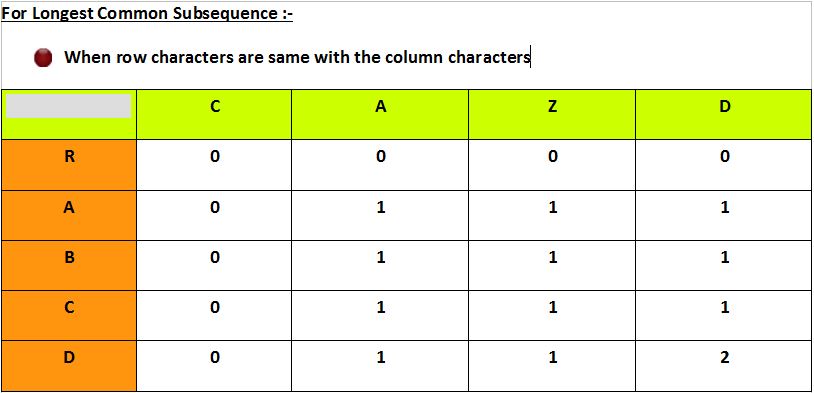 For Longest Common Subsequence :-
When row characters are same with the column characters
C A Z D
R 0 0 0 0
A 0 1 1 1
B 0 1 1 1
C 0 1 1 1
D 0 1 1 2